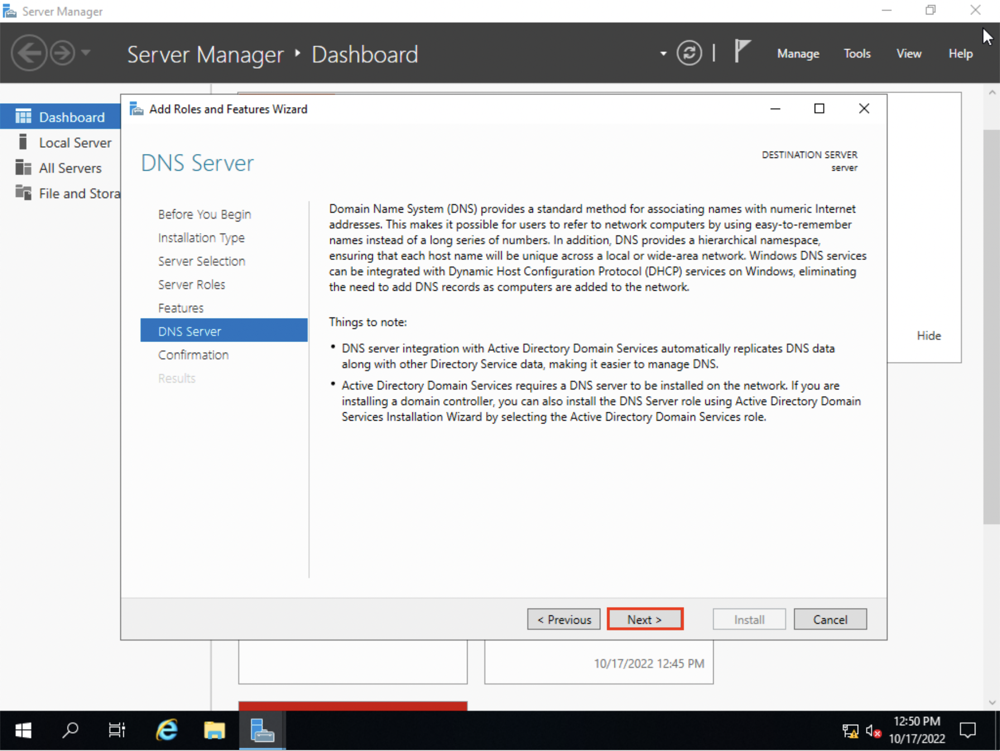 Server Manager
Server Manager ‣ Dashboard
Manage Tools View Help
Dashboard
Local Server
All Servers
File and Stora
Add Roles and Features Wizard
DNS Server
DESTINATION SERVER
server
Before You Begin
Installation Type
Server Selection
Server Roles
Features
DNS Server
Confirmation
Results
Domain Name System (DNS) provides a standard method for associating names with numeric Internet
addresses. This makes it possible for users to refer to network computers by using easy-to-remember
names instead of a long series of numbers. In addition, DNS provides a hierarchical namespace,
ensuring that each host name will be unique across a local or wide-area network. Windows DNS services
can be integrated with Dynamic Host Configuration Protocol (DHCP) services on Windows, eliminating
the need to add DNS records as computers are added to the network.
Things to note:
• DNS server integration with Active Directory Domain Services automatically replicates DNS data
along with other Directory Service data, making it easier to manage DNS.
• Active Directory Domain Services requires a DNS server to be installed on the network. If you are
installing a domain controller, you can also install the DNS Server role using Active Directory Domain
Services Installation Wizard by selecting the Active Directory Domain Services role.
Hide
< Previous Next > Install Cancel
10/17/2022 12:45 PM
12:50 PM
10/17/2022